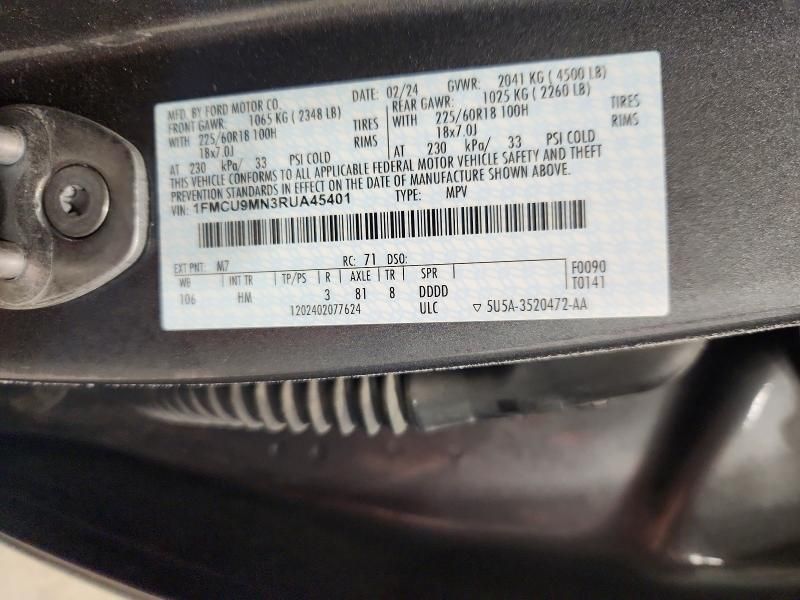 MFD. BY FORD MOTOR CO. DATE: 02/24 GVWR: 2041 KG ( 4500 LB)
FRONT GAWR: 1065 KG ( 2348 LB) REAR GAWR: 1025 KG ( 2260 LB)
WITH 225/60R18 100H TIRES WITH 225/60R18 100H TIRES
18x7.0J RIMS 18x7.0J RIMS
AT 230 kPa/ 33 PSI COLD AT 230 kPa/ 33 PSI COLD
THIS VEHICLE CONFORMS TO ALL APPLICABLE FEDERAL MOTOR VEHICLE SAFETY AND THEFT
PREVENTION STANDARDS IN EFFECT ON THE DATE OF MANUFACTURE SHOWN ABOVE.
VIN: 1FMCU9MN3RUA45401 TYPE: MPV
EXT PNT: M7 RC: 71 DSO:
WB INT TR TP/PS R AXLE TR SPR F0090
106 HM 3 81 8 DDDD T0141
1202402077624 ULC ▽ 5U5A-3520472-AA